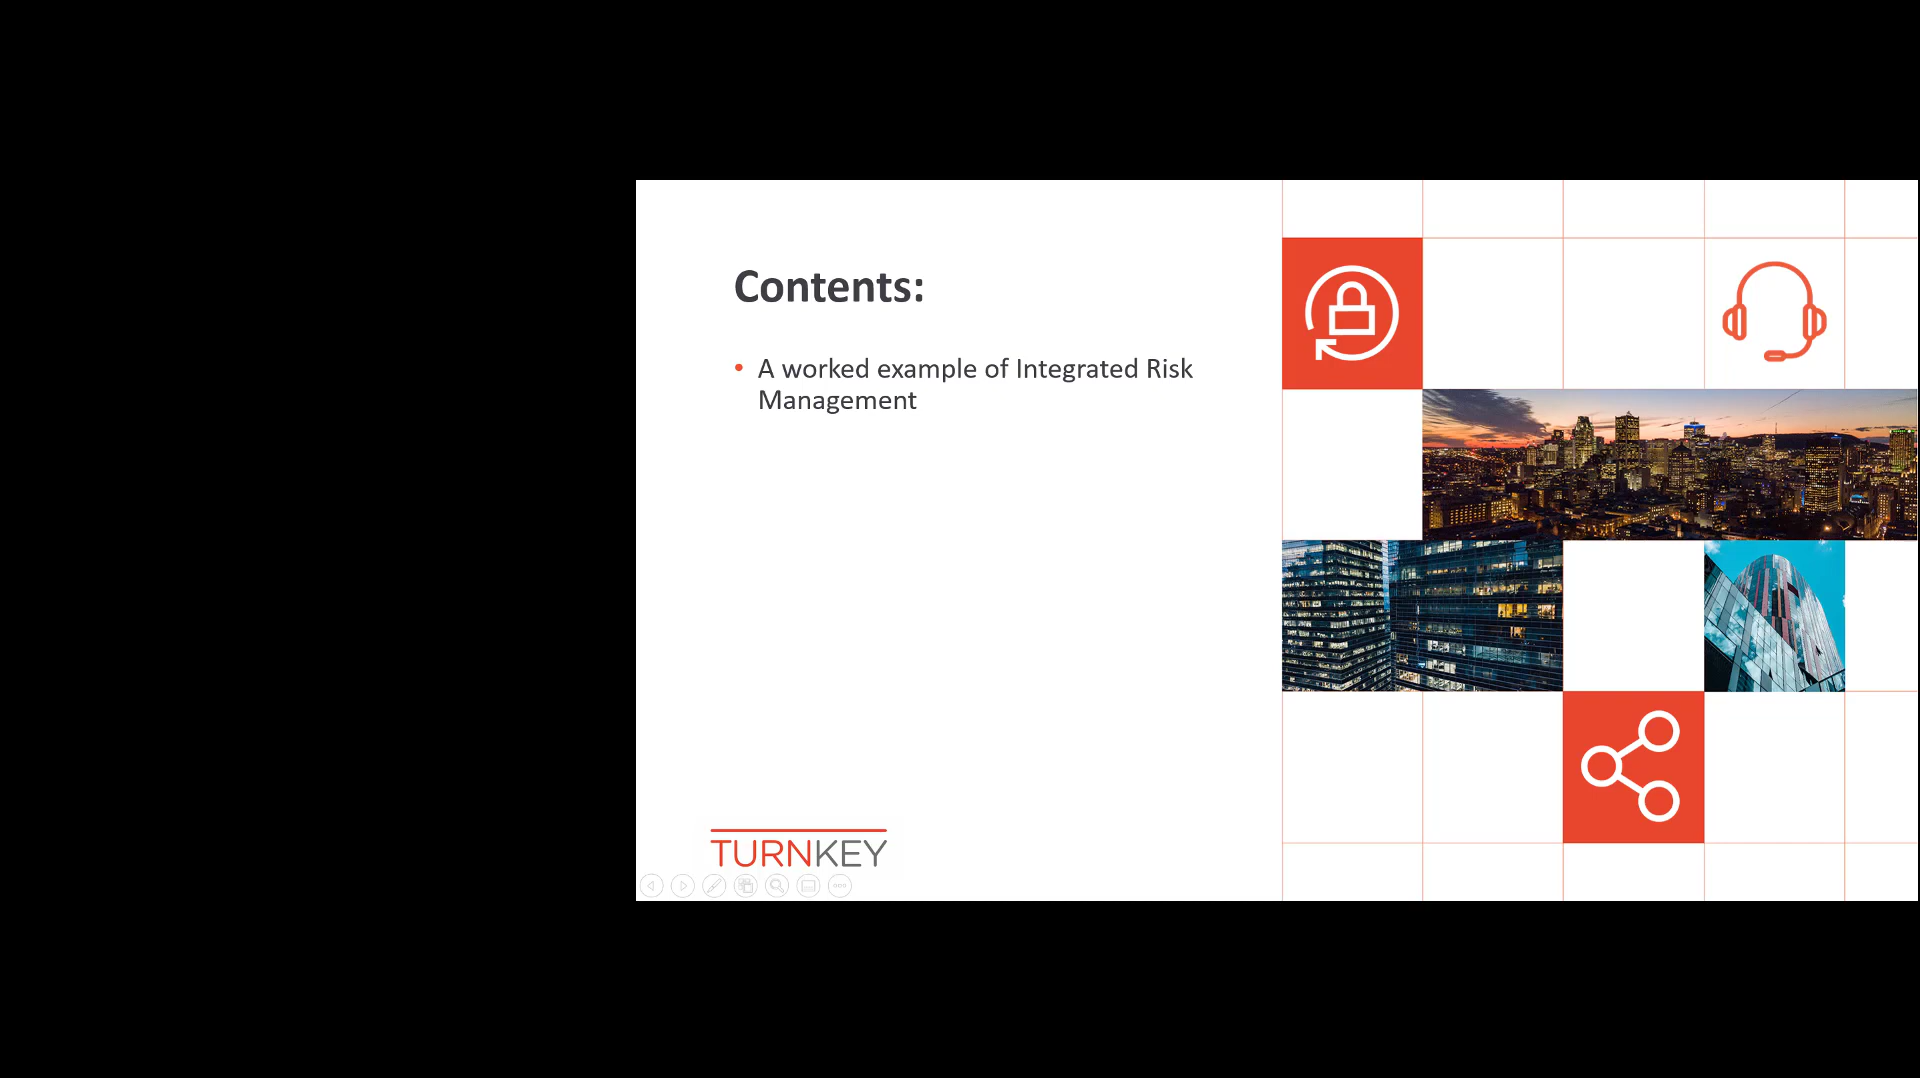 Contents:
• A worked example of Integrated Risk
Management
TURNKEY